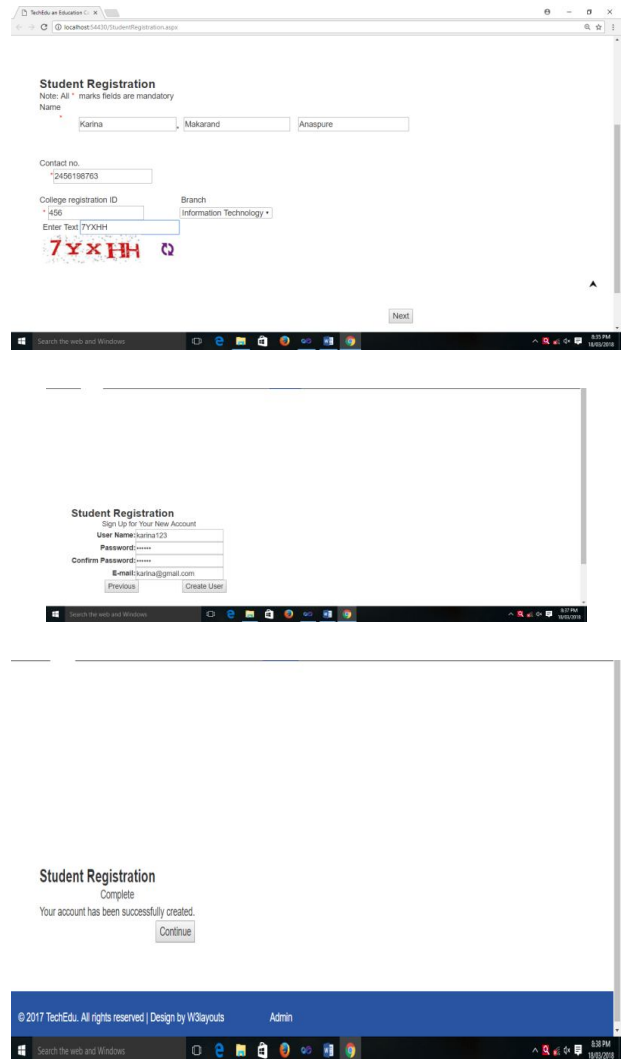 TechEdu an Education C
localhost:54430/StudentRegistration.aspx
Student Registration
Note: All * marks fields are mandatory
Name
* Karina , Makarand Anaspure
Contact no.
* 2456198763
College registration ID Branch
* 456 Information Technology
Enter Text 7YXHH
7YXHH
Next
Search the web and Windows
8:35 PM
18/03/2018
Student Registration
Sign Up for Your New Account
User Name: karina123
Password: ••••••
Confirm Password: ••••••
E-mail: karina@gmail.com
Previous Create User
Search the web and Windows
8:37 PM
18/03/2018
Student Registration
Complete
Your account has been successfully created.
Continue
© 2017 TechEdu. All rights reserved | Design by W3layouts Admin
Search the web and Windows
8:38 PM
18/03/2018